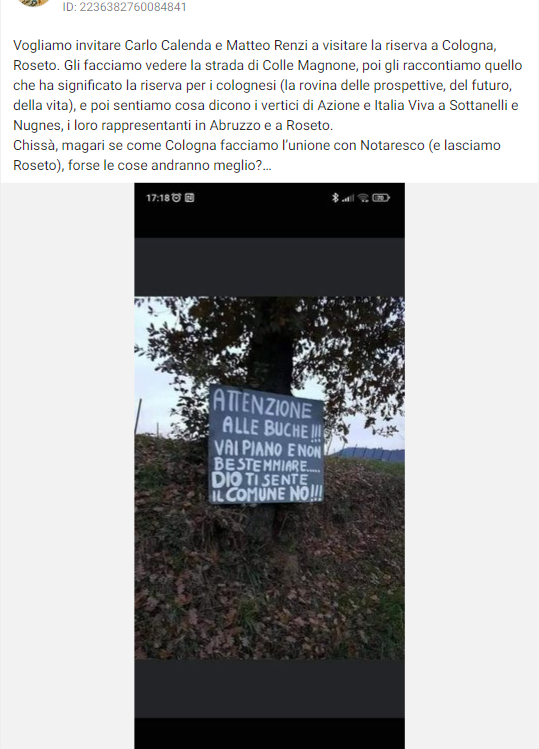 ID: 2236382760084841
Vogliamo invitare Carlo Calenda e Matteo Renzi a visitare la riserva a Cologna,
Roseto. Gli facciamo vedere la strada di Colle Magnone, poi gli raccontiamo quello
che ha significato la riserva per i colognesi (la rovina delle prospettive, del futuro,
della vita), e poi sentiamo cosa dicono i vertici di Azione e Italia Viva a Sottanelli e
Nugnes, i loro rappresentanti in Abruzzo e a Roseto.
Chissà, magari se come Cologna facciamo l’unione con Notaresco (e lasciamo
Roseto), forse le cose andranno meglio?...
17:18
ATTENZIONE
ALLE BUCHE!!!
VAI PIANO E NON
BESTEMMIARE.....
DIO TI SENTE
IL COMUNE NO!!!